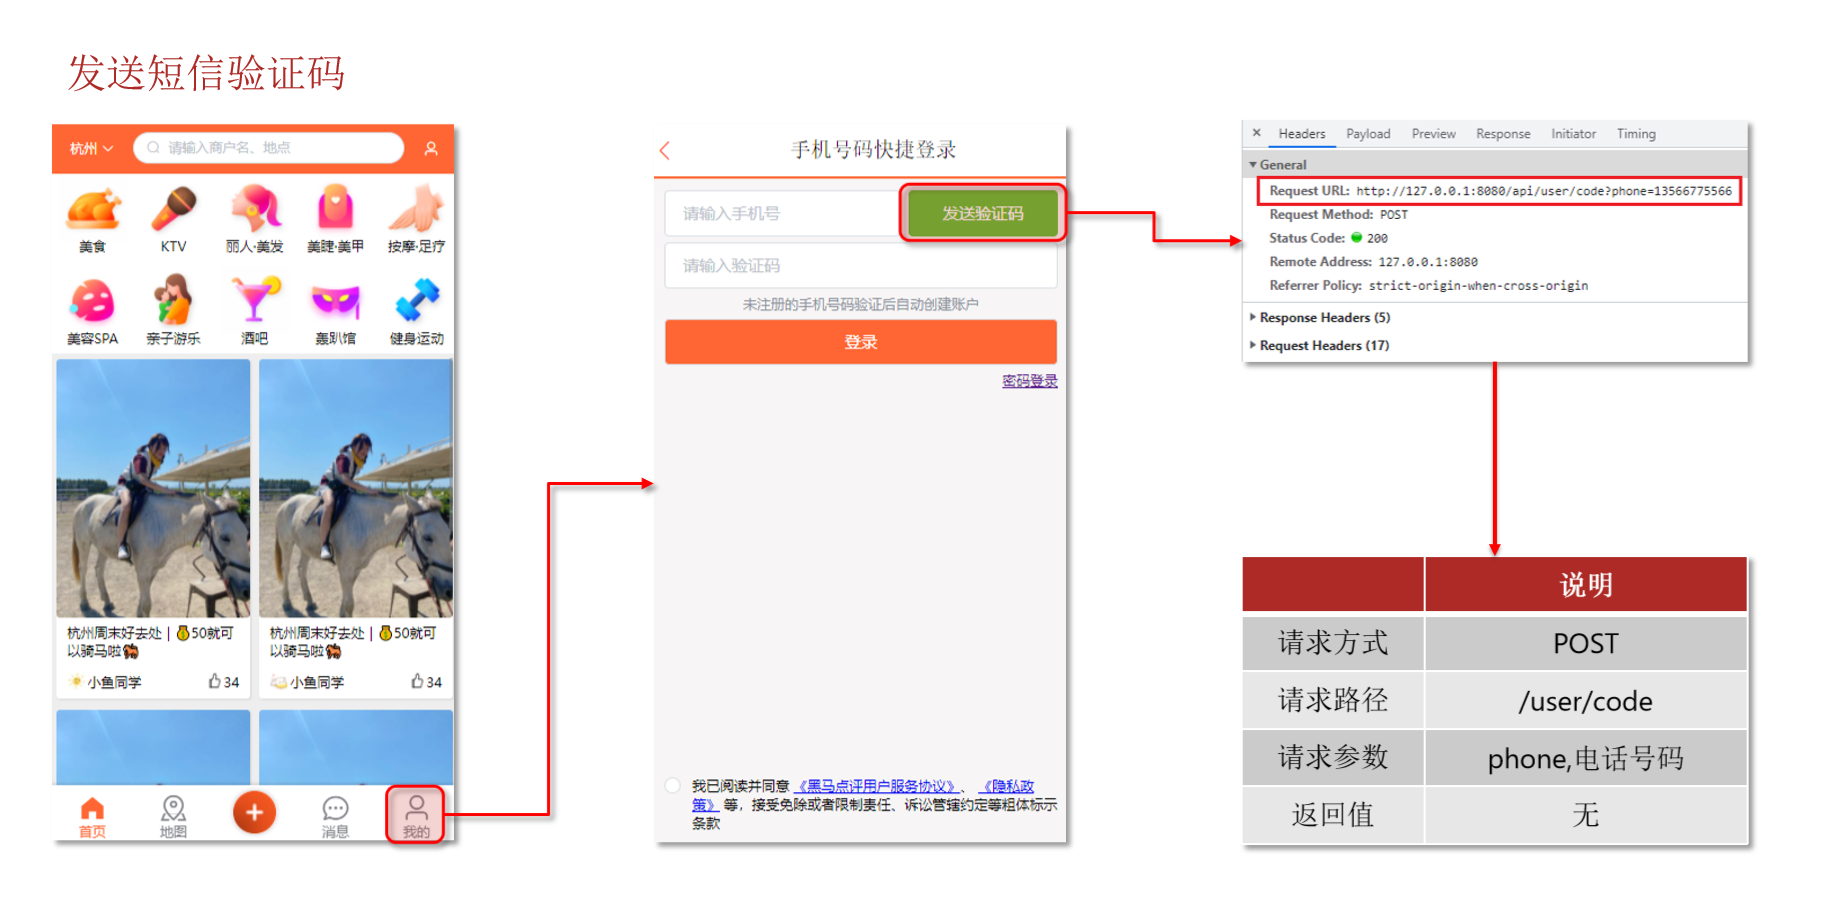 发送短信验证码
杭州
请输入商户名、地点
美食
KTV
丽人·美发
美睫·美甲
按摩·足疗
美容SPA
亲子游乐
酒吧
轰趴馆
健身运动
杭州周末好去处 | 💰50就可
以骑马啦🐎
小鱼同学
34
杭州周末好去处 | 💰50就可
以骑马啦🐎
小鱼同学
34
首页
地图
消息
我的
手机号码快捷登录
请输入手机号
发送验证码
请输入验证码
未注册的手机号码验证后自动创建账户
登录
密码登录
我已阅读并同意 《黑马点评用户服务协议》、 《隐私政
策》 等，接受免除或者限制责任、诉讼管辖约定等粗体标示
条款
Headers Payload Preview Response Initiator Timing
General
Request URL: http://127.0.0.1:8080/api/user/code?phone=13566775566
Request Method: POST
Status Code: 200
Remote Address: 127.0.0.1:8080
Referrer Policy: strict-origin-when-cross-origin
Response Headers (5)
Request Headers (17)
说明
请求方式 POST
请求路径 /user/code
请求参数 phone,电话号码
返回值 无